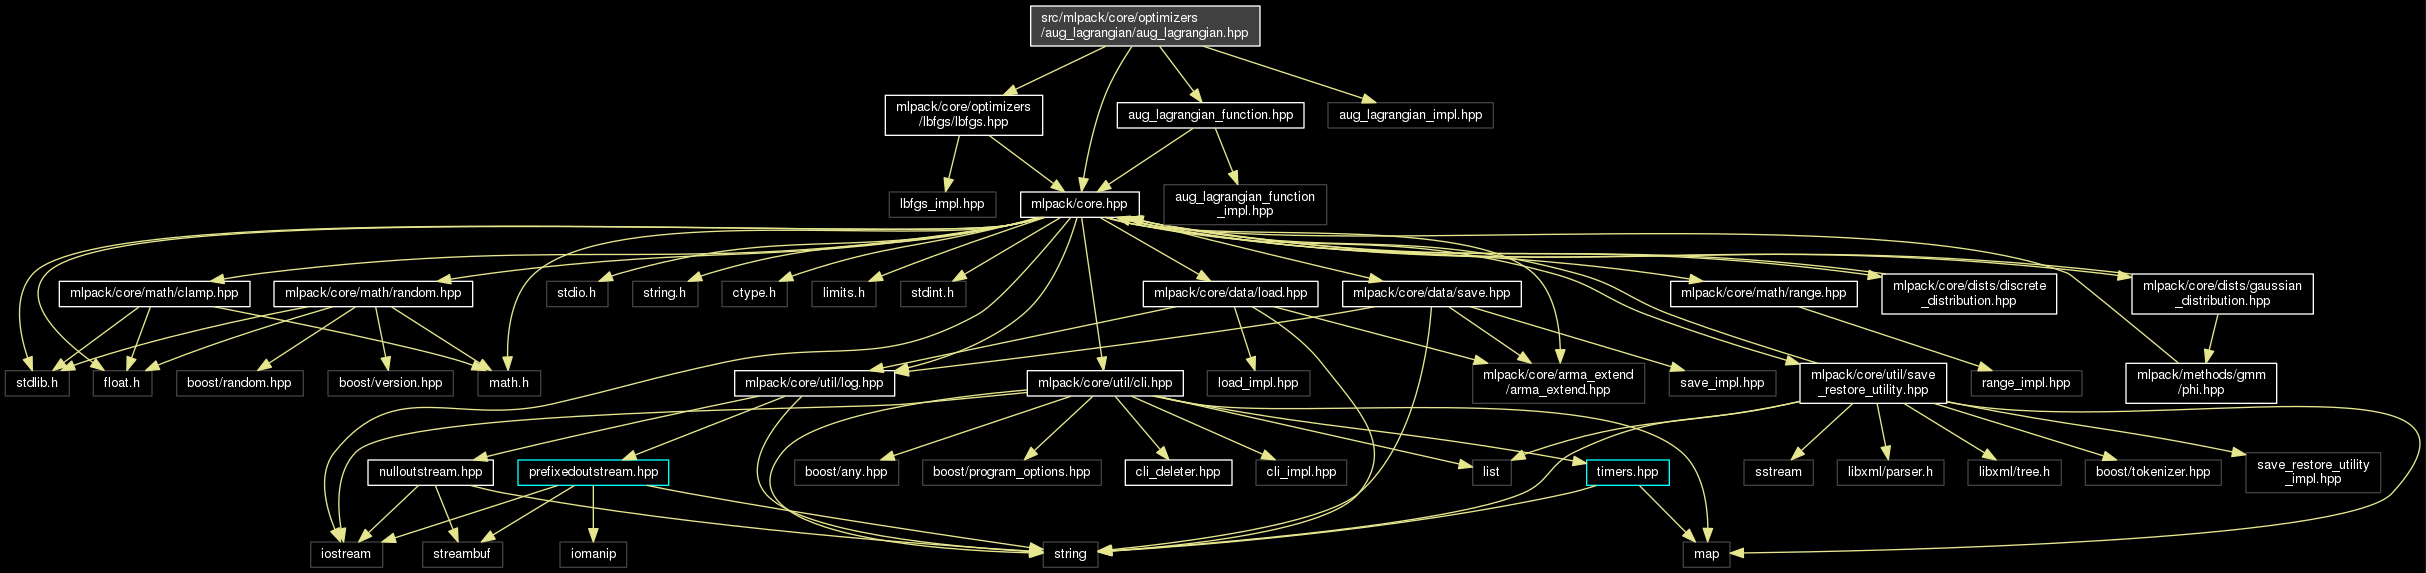 src/mlpack/core/optimizers
/aug_lagrangian/aug_lagrangian.hpp
mlpack/core/optimizers
/lbfgs/lbfgs.hpp
aug_lagrangian_function.hpp
aug_lagrangian_impl.hpp
lbfgs_impl.hpp
mlpack/core.hpp
aug_lagrangian_function
_impl.hpp
mlpack/core/math/clamp.hpp
mlpack/core/math/random.hpp
stdio.h
string.h
ctype.h
limits.h
stdint.h
mlpack/core/data/load.hpp
mlpack/core/data/save.hpp
mlpack/core/math/range.hpp
mlpack/core/dists/discrete
_distribution.hpp
mlpack/core/dists/gaussian
_distribution.hpp
stdlib.h
float.h
boost/random.hpp
boost/version.hpp
math.h
mlpack/core/util/log.hpp
mlpack/core/util/cli.hpp
load_impl.hpp
mlpack/core/arma_extend
/arma_extend.hpp
save_impl.hpp
mlpack/core/util/save
_restore_utility.hpp
range_impl.hpp
mlpack/methods/gmm
/phi.hpp
nulloutstream.hpp
prefixedoutstream.hpp
boost/any.hpp
boost/program_options.hpp
cli_deleter.hpp
cli_impl.hpp
list
timers.hpp
sstream
libxml/parser.h
libxml/tree.h
boost/tokenizer.hpp
save_restore_utility
_impl.hpp
iostream
streambuf
iomanip
string
map